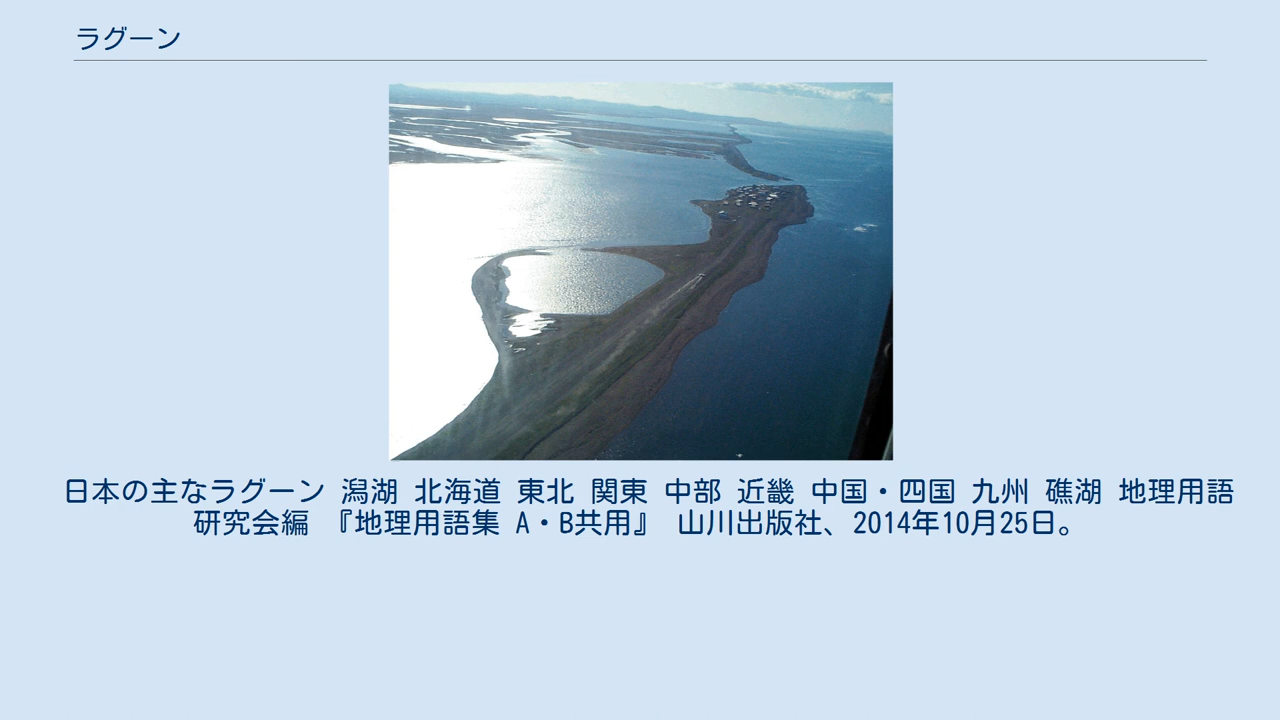 ラグーン
日本の主なラグーン 潟湖 北海道 東北 関東 中部 近畿 中国・四国 九州 礁湖 地理用語
研究会編 『地理用語集 A・B共用』 山川出版社、2014年10月25日。